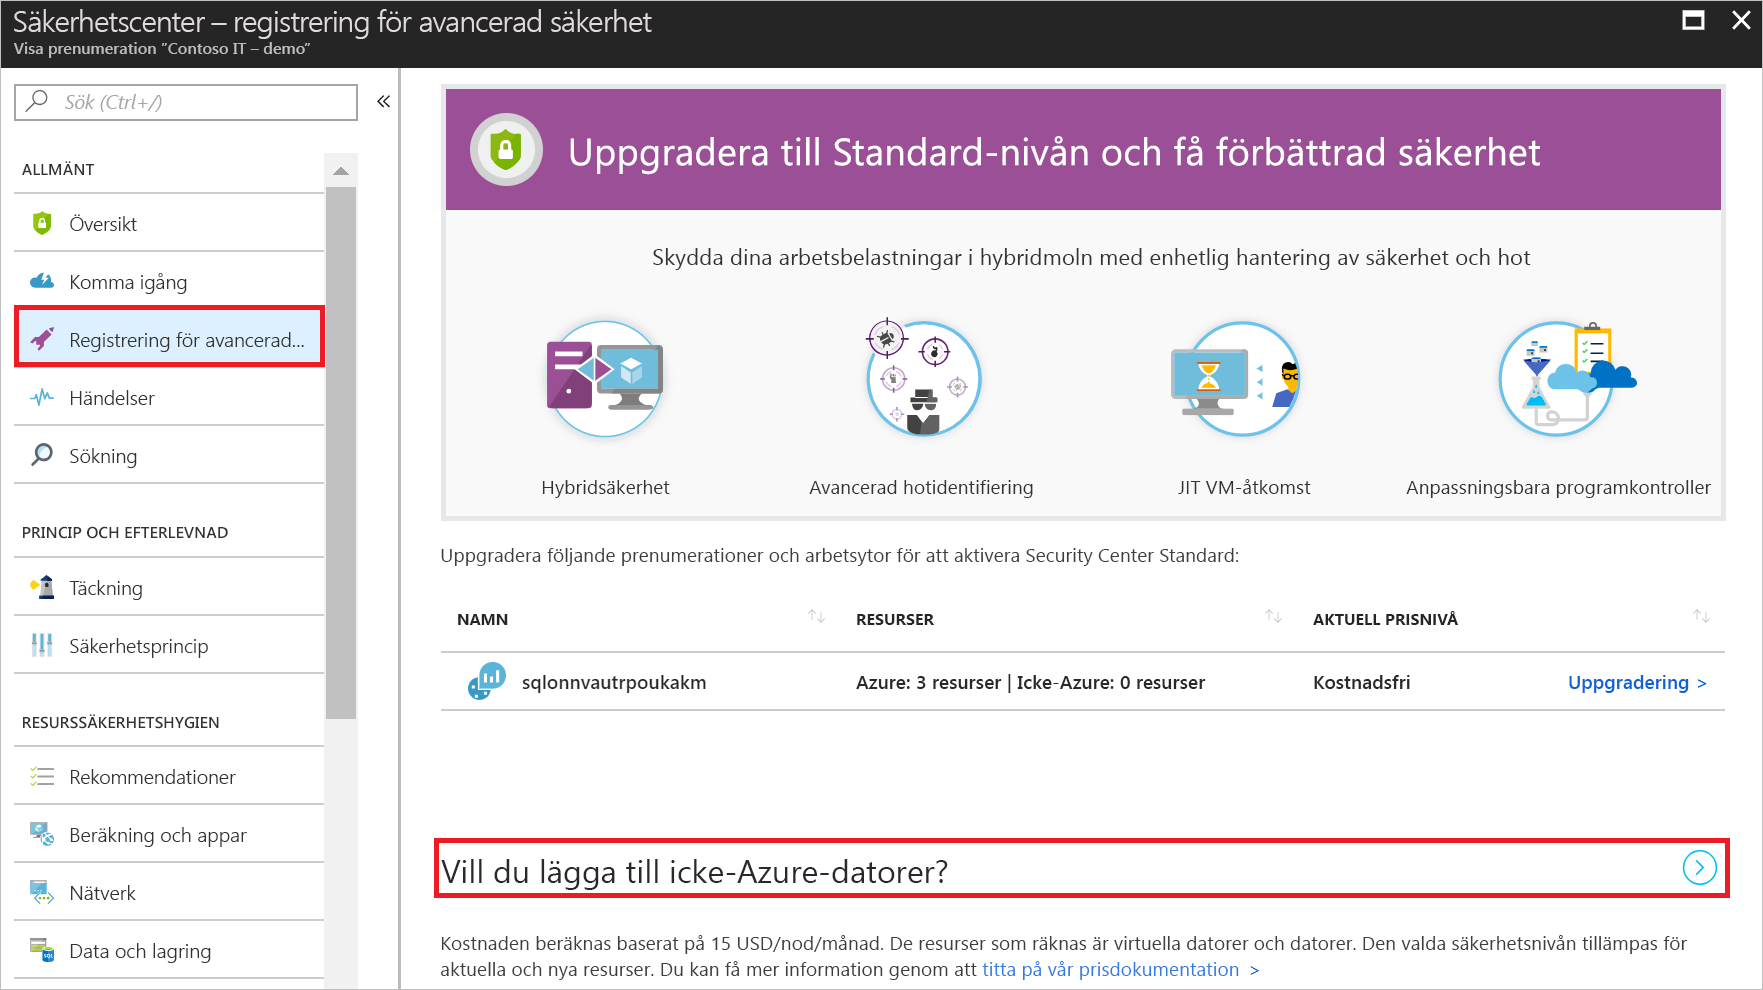 Säkerhetscenter – registrering för avancerad säkerhet
Visa prenumeration ”Contoso IT – demo”
Sök (Ctrl+/)
«
ALLMÄNT
Översikt
Komma igång
Registrering för avancerad...
Händelser
Sökning
PRINCIP OCH EFTERLEVNAD
Täckning
Säkerhetsprincip
RESURSSÄKERHETSHYGIEN
Rekommendationer
Beräkning och appar
Nätverk
Data och lagring
Uppgradera till Standard-nivån och få förbättrad säkerhet
Skydda dina arbetsbelastningar i hybridmoln med enhetlig hantering av säkerhet och hot
Hybridsäkerhet
Avancerad hotidentifiering
JIT VM-åtkomst
Anpassningsbara programkontroller
Uppgradera följande prenumerationer och arbetsytor för att aktivera Security Center Standard:
NAMN RESURSER AKTUELL PRISNIVÅ
sqlonnvautrpoukakm Azure: 3 resurser | Icke-Azure: 0 resurser Kostnadsfri Uppgradering >
Vill du lägga till icke-Azure-datorer?
Kostnaden beräknas baserat på 15 USD/nod/månad. De resurser som räknas är virtuella datorer och datorer. Den valda säkerhetsnivån tillämpas för
aktuella och nya resurser. Du kan få mer information genom att titta på vår prisdokumentation >